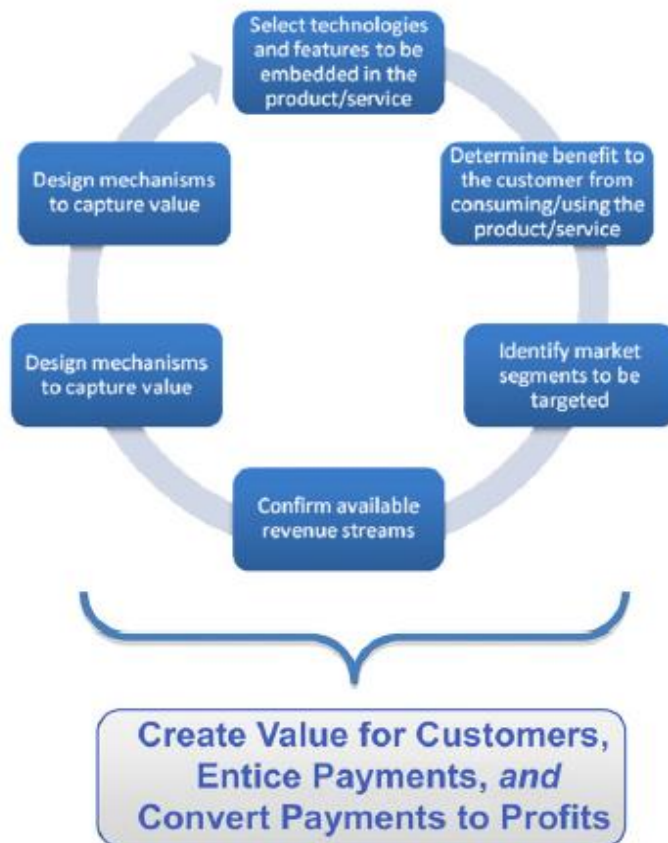 Select technologies
and features to be
embedded in the
product/service
Determine benefit to
the customer from
consuming/using the
product/service
Identify market
segments to be
targeted
Confirm available
revenue streams
Design mechanisms
to capture value
Design mechanisms
to capture value
Create Value for Customers,
Entice Payments, and
Convert Payments to Profits